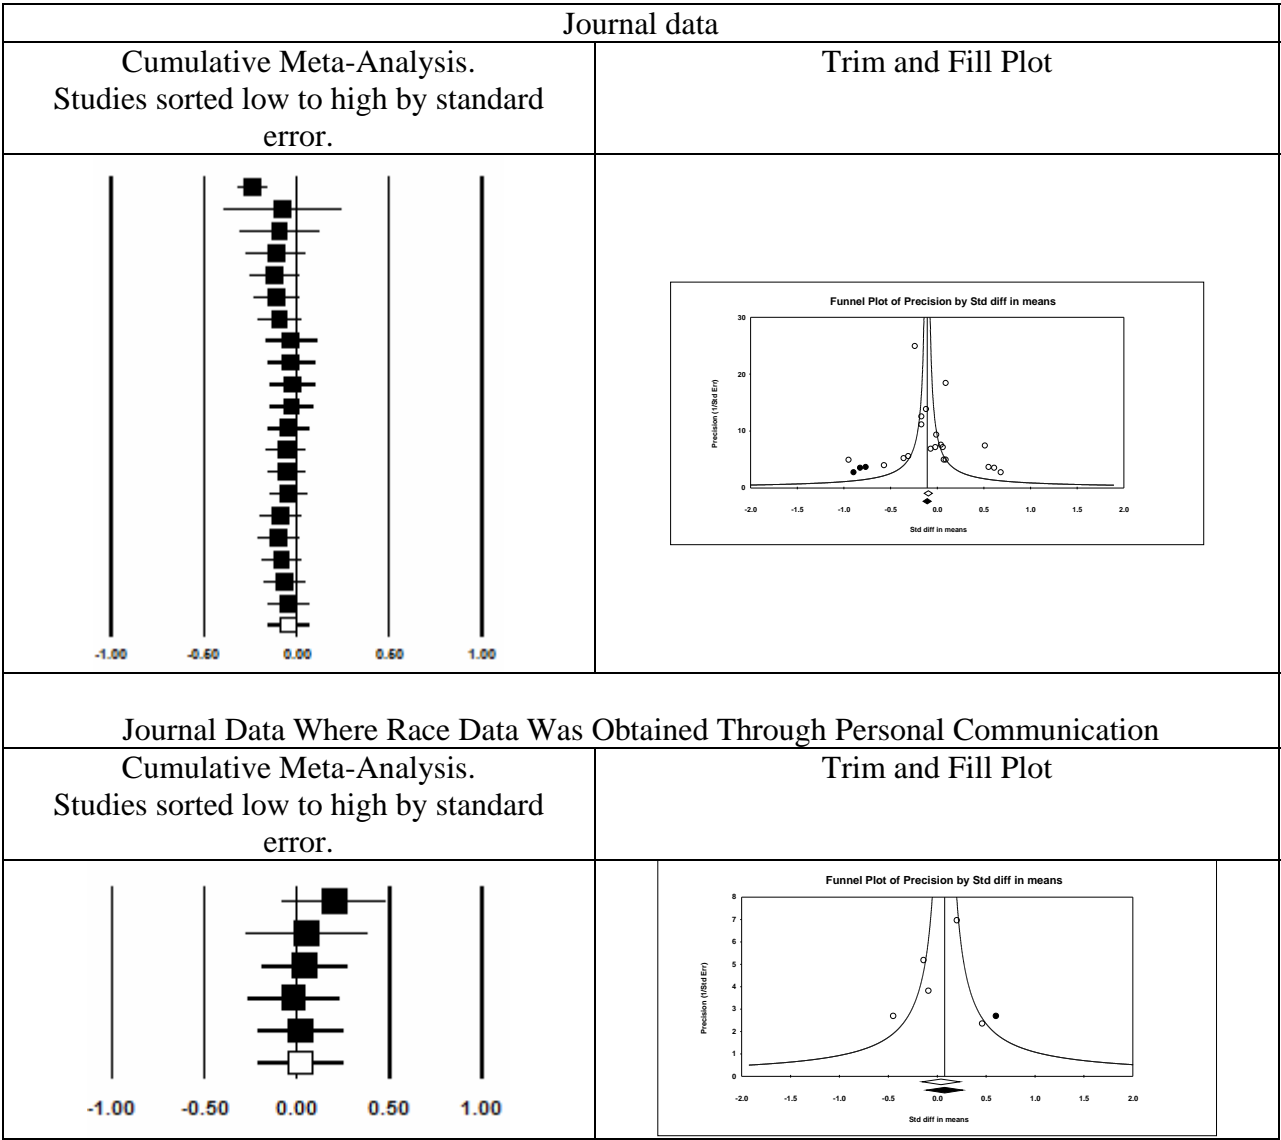 Journal data
Cumulative Meta-Analysis.
Studies sorted low to high by standard
error.
Trim and Fill Plot
-1.00 -0.50 0.00 0.50 1.00
Funnel Plot of Precision by Std diff in means
30
20
10
0
Precision (1/Std Err)
-2.0 -1.5 -1.0 -0.5 0.0 0.5 1.0 1.5 2.0
Std diff in means
Journal Data Where Race Data Was Obtained Through Personal Communication
Cumulative Meta-Analysis.
Studies sorted low to high by standard
error.
Trim and Fill Plot
-1.00 -0.50 0.00 0.50 1.00
Funnel Plot of Precision by Std diff in means
8
7
6
5
4
3
2
1
0
Precision (1/Std Err)
-2.0 -1.5 -1.0 -0.5 0.0 0.5 1.0 1.5 2.0
Std diff in means